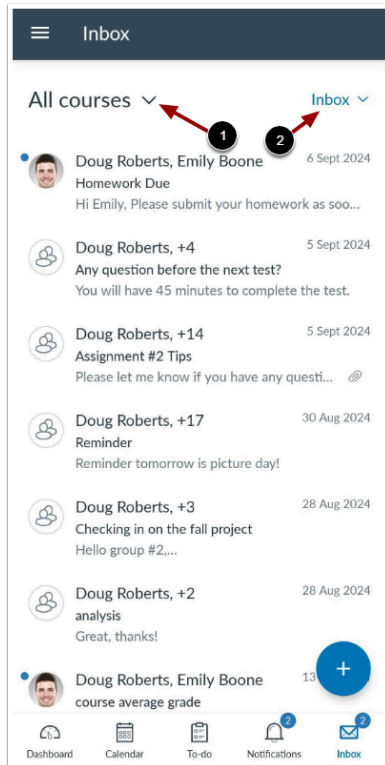 Inbox
All courses
Inbox
1
2
Doug Roberts, Emily Boone
6 Sept 2024
Homework Due
Hi Emily, Please submit your homework as soo...
Doug Roberts, +4
5 Sept 2024
Any question before the next test?
You will have 45 minutes to complete the test.
Doug Roberts, +14
5 Sept 2024
Assignment #2 Tips
Please let me know if you have any questi...
Doug Roberts, +17
30 Aug 2024
Reminder
Reminder tomorrow is picture day!
Doug Roberts, +3
28 Aug 2024
Checking in on the fall project
Hello group #2,...
Doug Roberts, +2
28 Aug 2024
analysis
Great, thanks!
Doug Roberts, Emily Boone
13
course average grade
+
2
2
Dashboard
Calendar
To-do
Notifications
Inbox